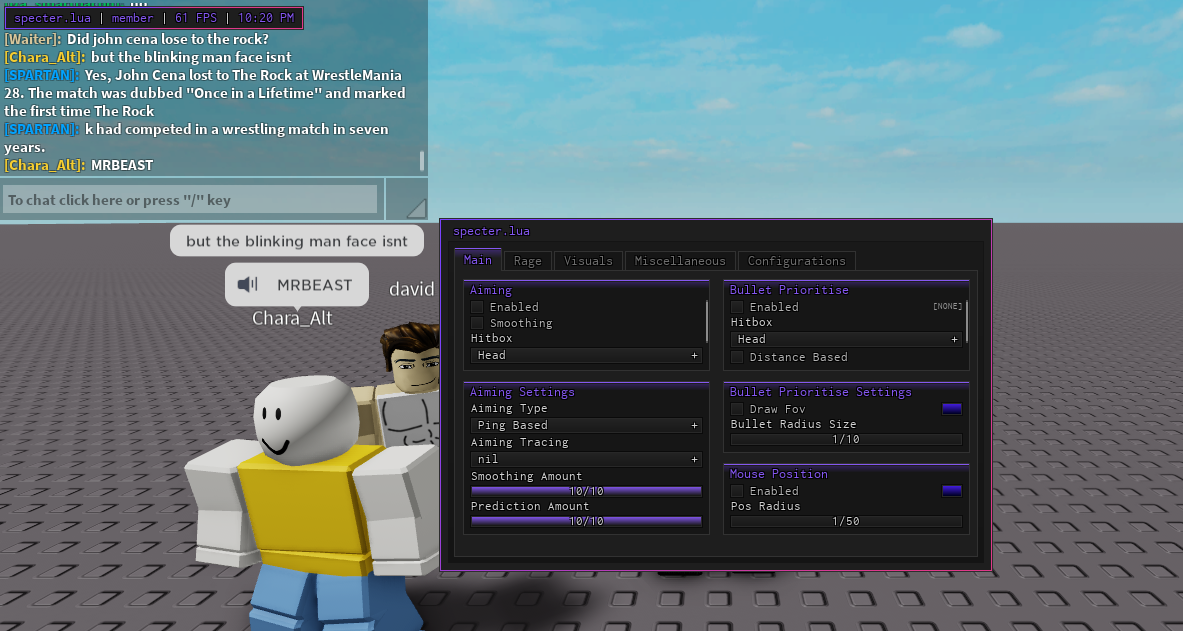 specter.lua | member | 61 FPS | 10:20 PM
[Waiter]: Did john cena lose to the rock?
[Chara_Alt]: but the blinking man face isnt
[SPARTAN]: Yes, John Cena lost to The Rock at WrestleMania
28. The match was dubbed "Once in a Lifetime" and marked
the first time The Rock
[SPARTAN]: k had competed in a wrestling match in seven
years.
[Chara_Alt]: MRBEAST
To chat click here or press "/" key
but the blinking man face isnt
MRBEAST
david
Chara_Alt
specter.lua
Main Rage Visuals Miscellaneous Configurations
Aiming
Enabled
Smoothing
Hitbox
Head +
Aiming Settings
Aiming Type
Ping Based +
Aiming Tracing
nil +
Smoothing Amount
10/10
Prediction Amount
10/10
Bullet Prioritise
Enabled [NONE]
Hitbox
Head +
Distance Based
Bullet Prioritise Settings
Draw Fov
Bullet Radius Size
1/10
Mouse Position
Enabled
Pos Radius
1/50